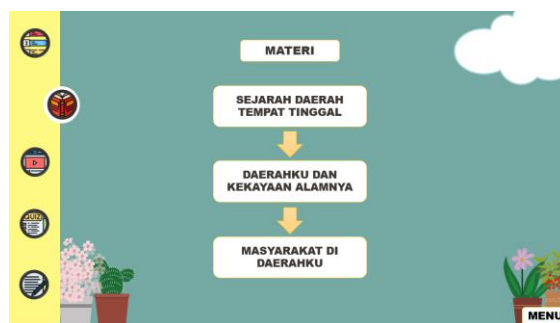 MATERI
SEJARAH DAERAH
TEMPAT TINGGAL
DAERAHKU DAN
KEKAYAAN ALAMNYA
MASYARAKAT DI
DAERAHKU
QUIZ
MENU